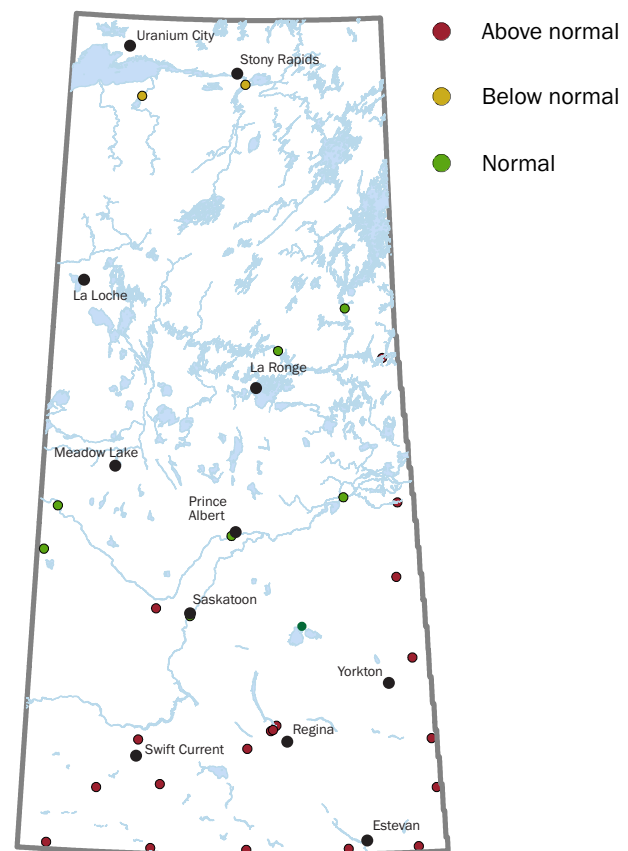 Uranium City
Stony Rapids
La Loche
La Ronge
Meadow Lake
Prince
Albert
Saskatoon
Yorkton
Regina
Swift Current
Estevan
Above normal
Below normal
Normal